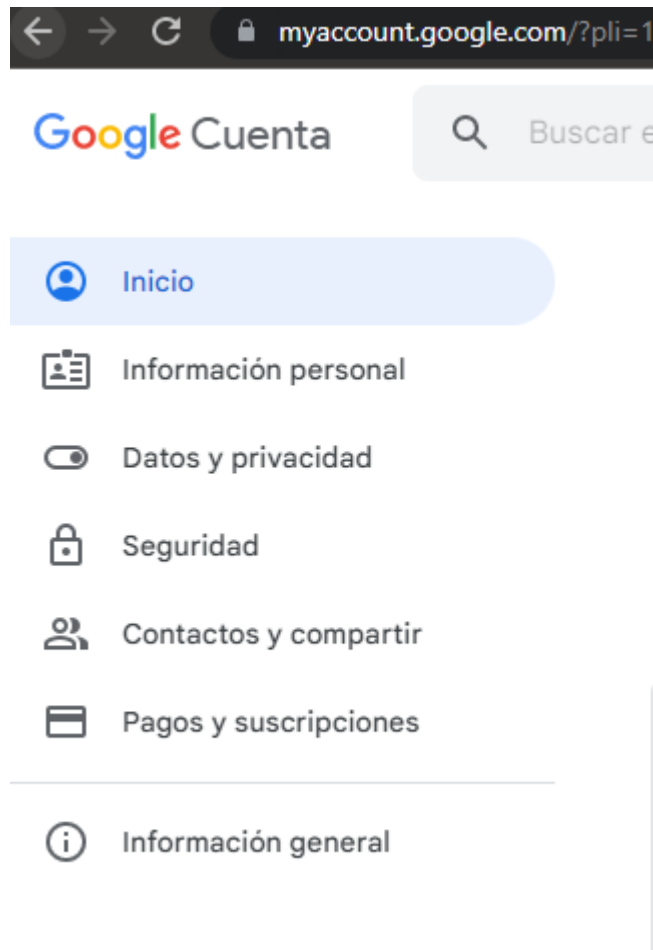 myaccount.google.com/?pli=1
Google Cuenta
Buscar e
Inicio
Información personal
Datos y privacidad
Seguridad
Contactos y compartir
Pagos y suscripciones
Información general